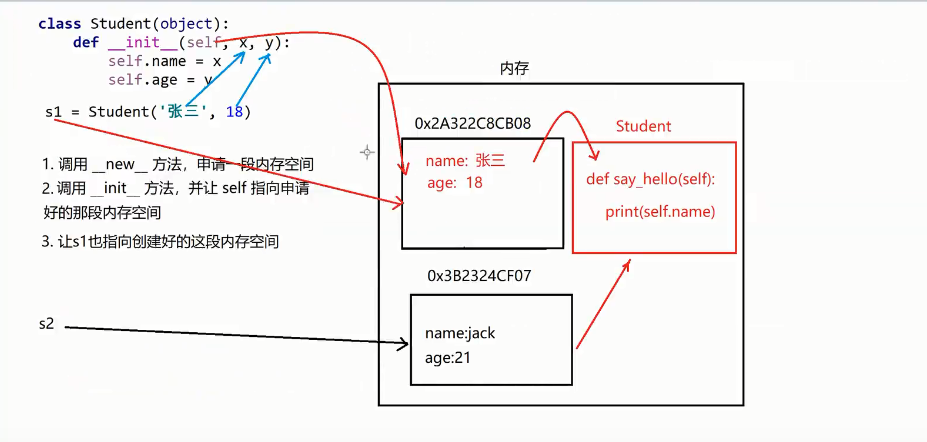 class Student(object):
def __init__(self, x, y):
self.name = x
self.age = y
s1 = Student('张三', 18)
1. 调用 __new__ 方法，申请一段内存空间
2. 调用 __init__ 方法，并让 self 指向申请
好的那段内存空间
3. 让s1也指向创建好的这段内存空间
s2
内存
0x2A322C8CB08
name: 张三
age: 18
Student
def say_hello(self):
print(self.name)
0x3B2324CF07
name:jack
age:21